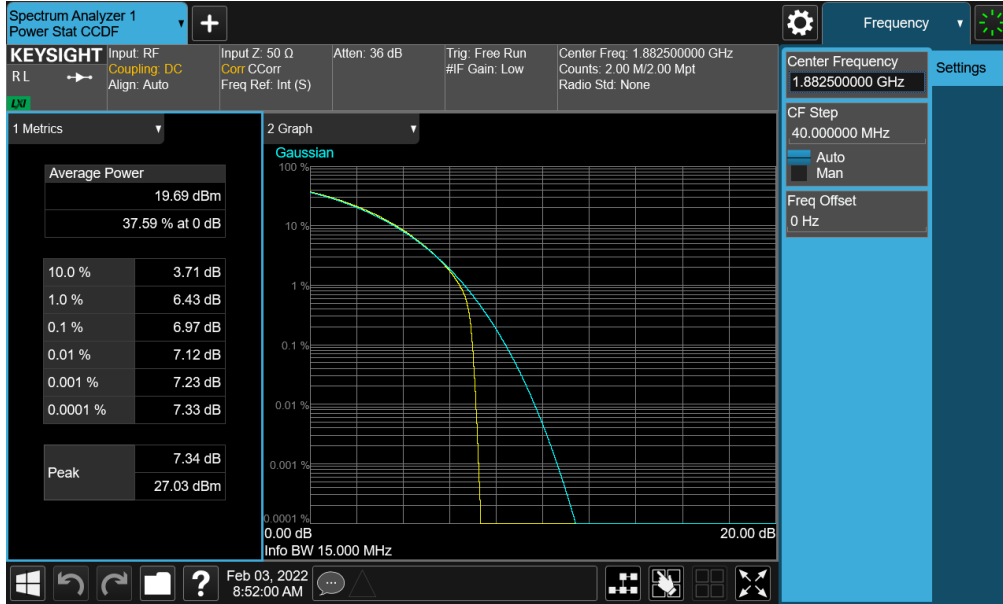 Spectrum Analyzer 1
Power Stat CCDF
Frequency
KEYSIGHT
RL
LXI
Input: RF
Coupling: DC
Align: Auto
Input Z: 50 Ω
Corr CCorr
Freq Ref: Int (S)
Atten: 36 dB
Trig: Free Run
#IF Gain: Low
Center Freq: 1.882500000 GHz
Counts: 2.00 M/2.00 Mpt
Radio Std: None
Center Frequency
1.882500000 GHz
Settings
CF Step
40.000000 MHz
Auto
Man
Freq Offset
0 Hz
1 Metrics
Average Power
19.69 dBm
37.59 % at 0 dB
10.0 % 3.71 dB
1.0 % 6.43 dB
0.1 % 6.97 dB
0.01 % 7.12 dB
0.001 % 7.23 dB
0.0001 % 7.33 dB
Peak
7.34 dB
27.03 dBm
2 Graph
Gaussian
100 %
10 %
1 %
0.1 %
0.01 %
0.001 %
0.0001 %
0.00 dB 20.00 dB
Info BW 15.000 MHz
?
Feb 03, 2022
8:52:00 AM